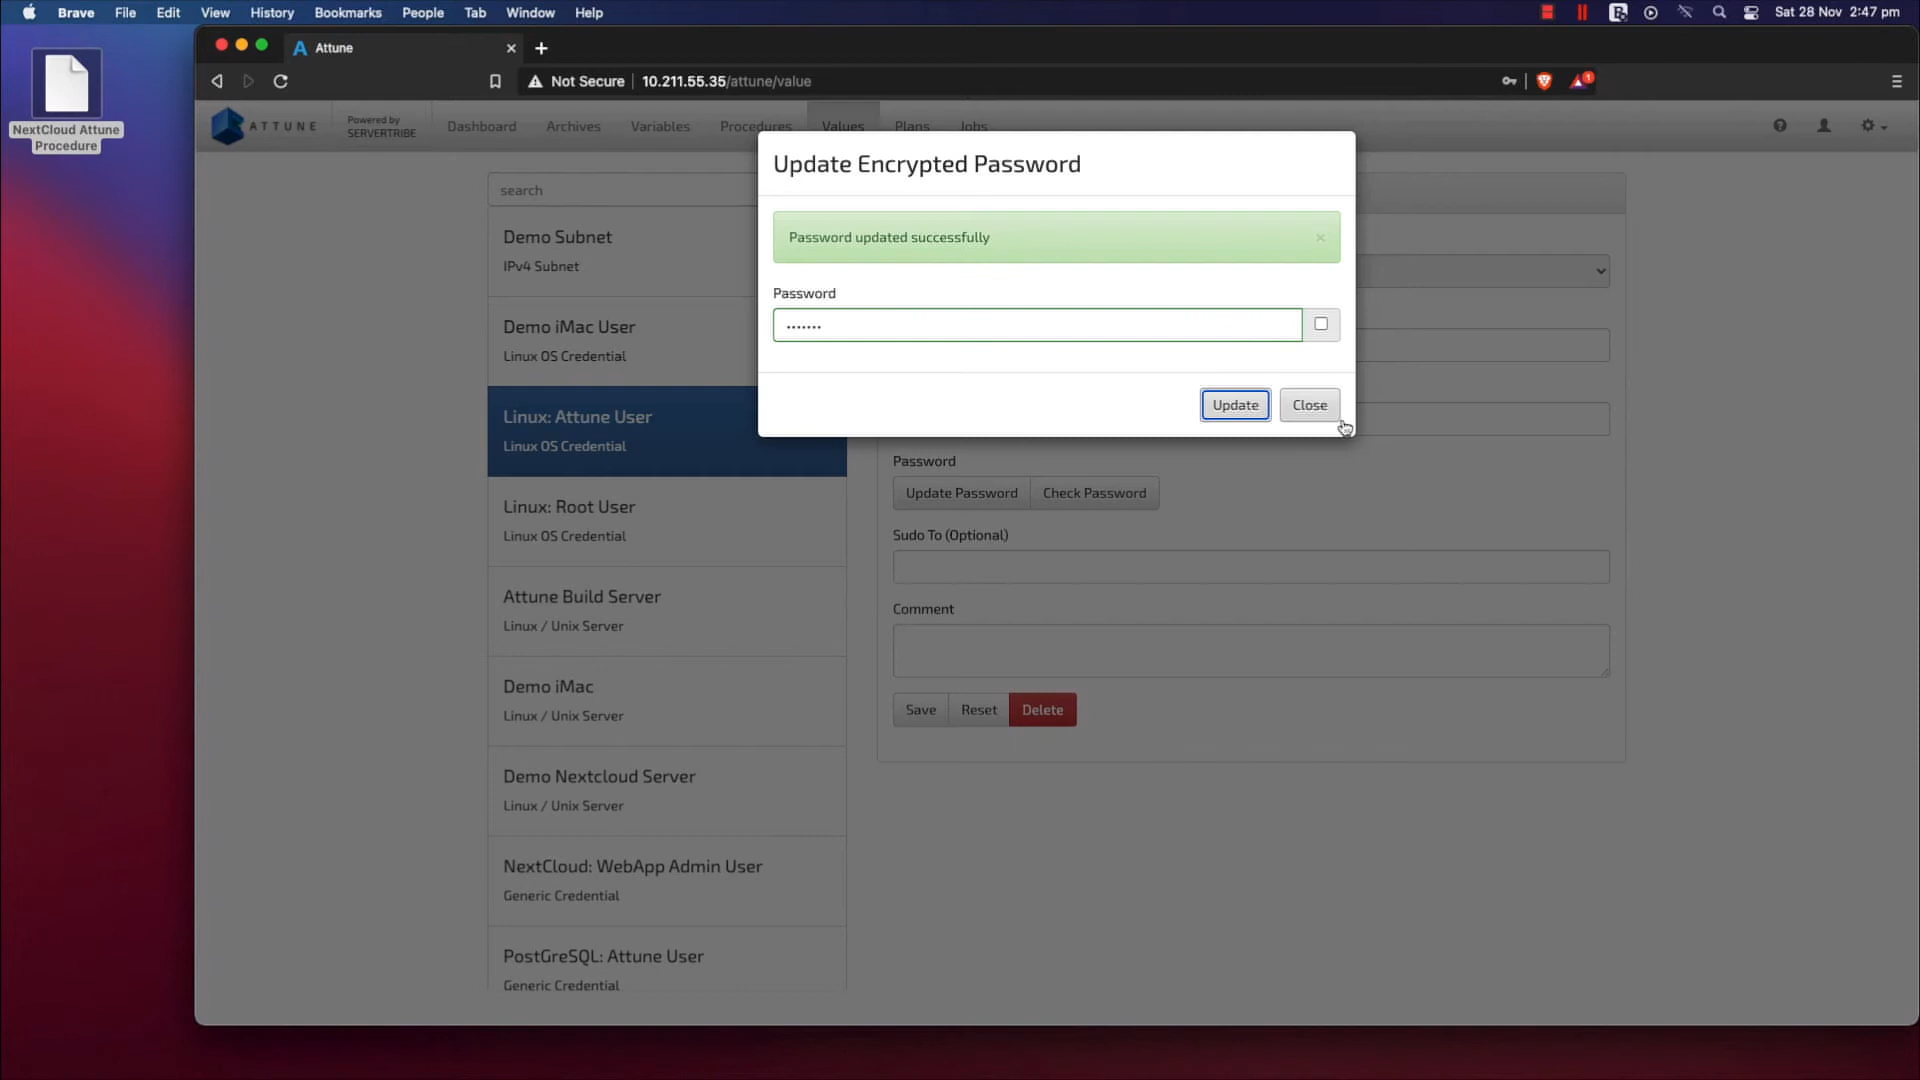 Brave File Edit View History Bookmarks People Tab Window Help Sat 28 Nov 2:47 pm
NextCloud Attune
Procedure
Attune
Not Secure 10.211.55.35/attune/value
1
ATTUNE
Powered by
SERVERTRIBE
Dashboard Archives Variables Procedures Values Plans Jobs
Update Encrypted Password
Password updated successfully
Password
Update Close
search
Demo Subnet
IPv4 Subnet
Demo iMac User
Linux OS Credential
Linux: Attune User
Linux OS Credential
Linux: Root User
Linux OS Credential
Attune Build Server
Linux / Unix Server
Demo iMac
Linux / Unix Server
Demo Nextcloud Server
Linux / Unix Server
NextCloud: WebApp Admin User
Generic Credential
PostGreSQL: Attune User
Generic Credential
Password
Update Password Check Password
Sudo To (Optional)
Comment
Save Reset Delete